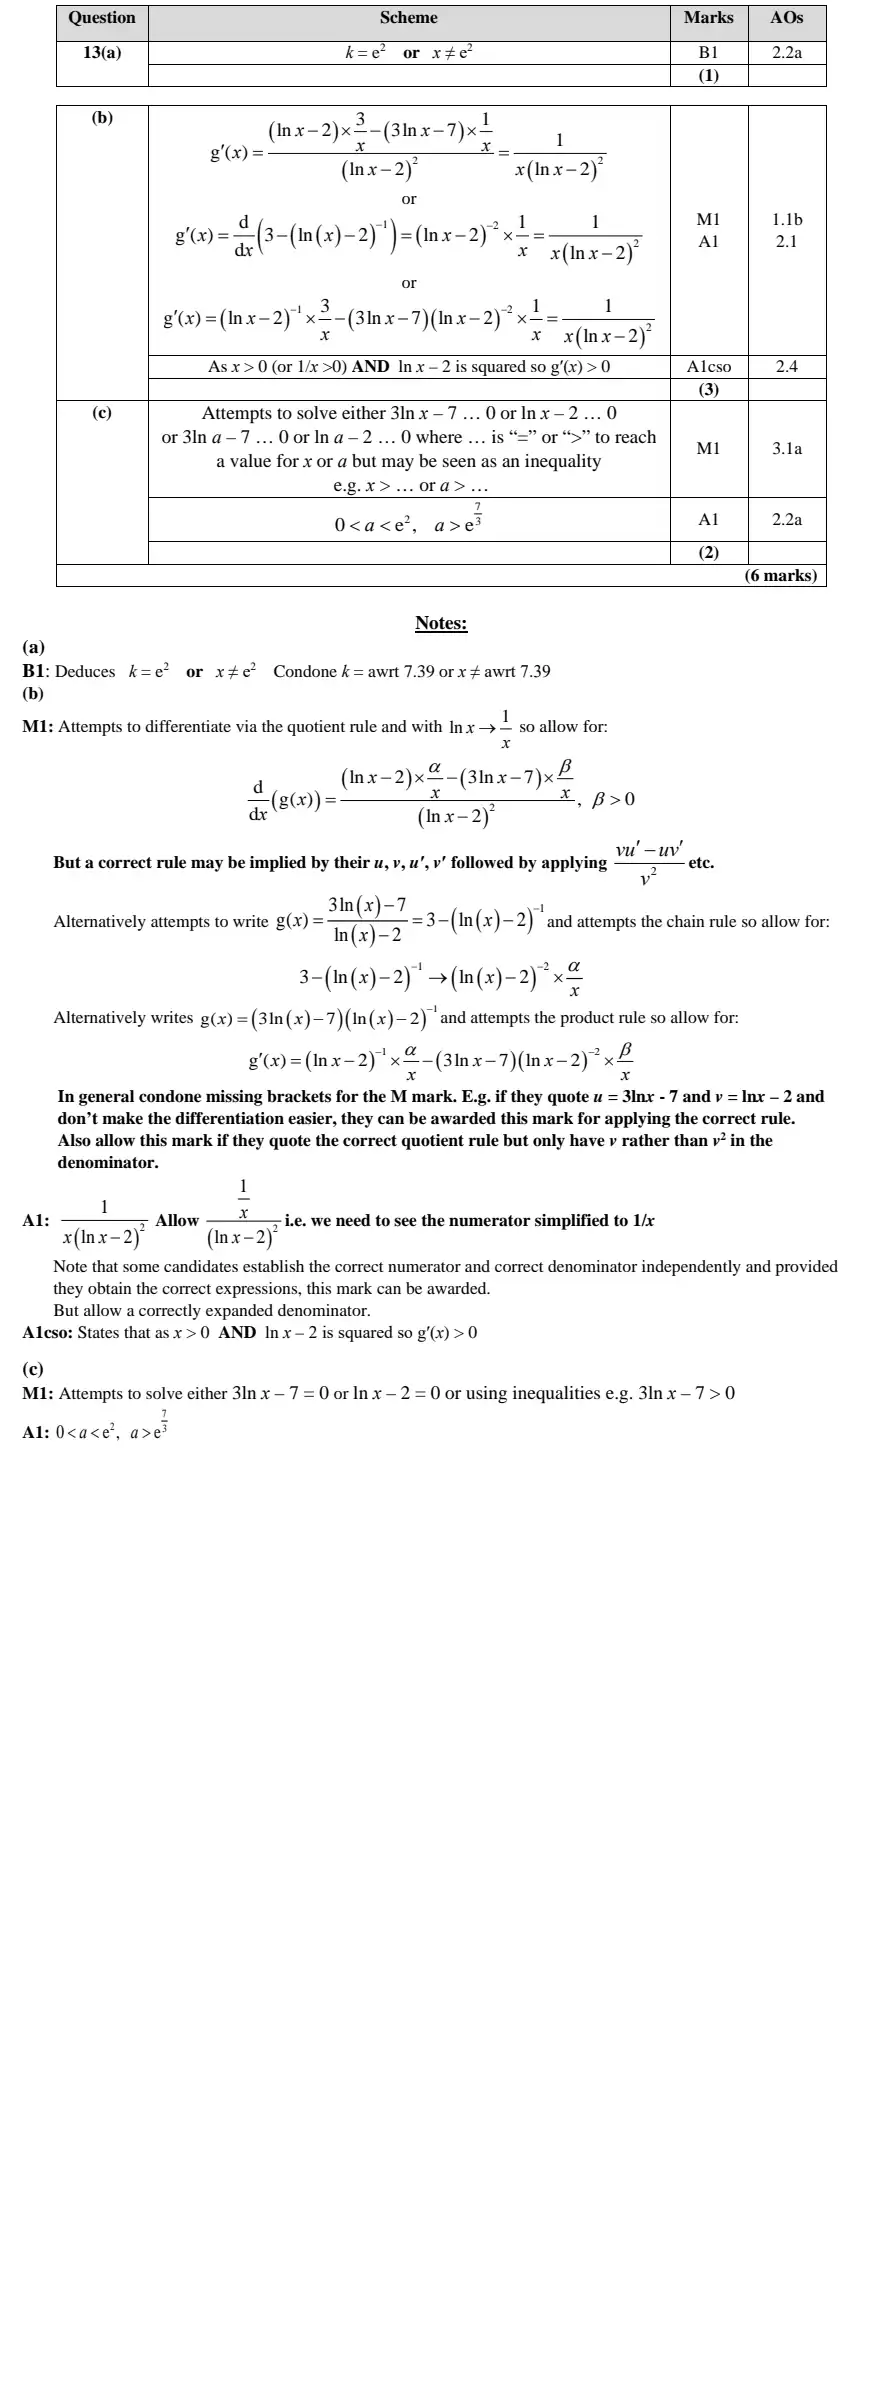 Question Scheme Marks AOs
13(a) k = e² or x ≠ e² B1 2.2a
(1)
(b) g′(x) = ((ln x − 2) × 3/x − (3ln x − 7) × 1/x) / (ln x − 2)² = 1 / (x(ln x − 2)²)
or
g′(x) = d/dx (3 − (ln(x) − 2)⁻¹) = (ln x − 2)⁻² × 1/x = 1 / (x(ln x − 2)²)
M1 1.1b
A1 2.1
or
g′(x) = (ln x − 2)⁻¹ × 3/x − (3ln x − 7)(ln x − 2)⁻² × 1/x = 1 / (x(ln x − 2)²)
As x > 0 (or 1/x >0) AND ln x – 2 is squared so g′(x) > 0 A1cso 2.4
(3)
(c) Attempts to solve either 3ln x – 7 … 0 or ln x – 2 … 0
or 3ln a – 7 … 0 or ln a – 2 … 0 where … is “=” or “>” to reach
a value for x or a but may be seen as an inequality
e.g. x > … or a > …
M1 3.1a
0 < a < e², a > e^(7/3) A1 2.2a
(2)
(6 marks)
Notes:
(a)
B1: Deduces k = e² or x ≠ e² Condone k = awrt 7.39 or x ≠ awrt 7.39
(b)
M1: Attempts to differentiate via the quotient rule and with ln x → 1/x so allow for:
d/dx (g(x)) = ((ln x − 2) × α/x − (3ln x − 7) × β/x) / (ln x − 2)², β > 0
But a correct rule may be implied by their u, v, u′, v′ followed by applying (vu′ − uv′)/v² etc.
Alternatively attempts to write g(x) = (3ln(x) − 7)/(ln(x) − 2) = 3 − (ln(x) − 2)⁻¹ and attempts the chain rule so allow for:
3 − (ln(x) − 2)⁻¹ → (ln(x) − 2)⁻² × α/x
Alternatively writes g(x) = (3ln(x) − 7)(ln(x) − 2)⁻¹ and attempts the product rule so allow for:
g′(x) = (ln x − 2)⁻¹ × α/x − (3ln x − 7)(ln x − 2)⁻² × β/x
In general condone missing brackets for the M mark. E.g. if they quote u = 3lnx - 7 and v = lnx – 2 and
don’t make the differentiation easier, they can be awarded this mark for applying the correct rule.
Also allow this mark if they quote the correct quotient rule but only have v rather than v² in the
denominator.
A1: 1 / (x(ln x − 2)²) Allow (1/x) / (ln x − 2)² i.e. we need to see the numerator simplified to 1/x
Note that some candidates establish the correct numerator and correct denominator independently and provided
they obtain the correct expressions, this mark can be awarded.
But allow a correctly expanded denominator.
A1cso: States that as x > 0 AND ln x – 2 is squared so g′(x) > 0
(c)
M1: Attempts to solve either 3ln x – 7 = 0 or ln x – 2 = 0 or using inequalities e.g. 3ln x – 7 > 0
A1: 0 < a < e², a > e^(7/3)